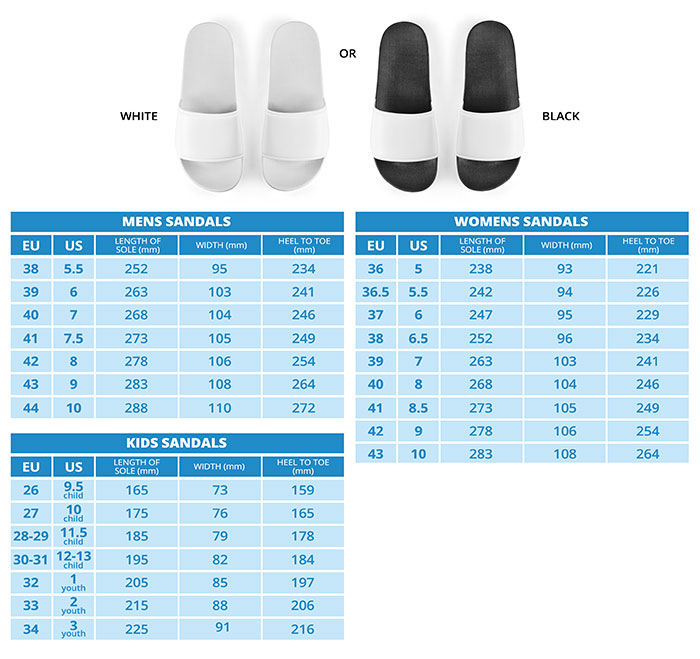 OR
WHITE
BLACK
MENS SANDALS
EU US LENGTH OF SOLE (mm) WIDTH (mm) HEEL TO TOE (mm)
38 5.5 252 95 234
39 6 263 103 241
40 7 268 104 246
41 7.5 273 105 249
42 8 278 106 254
43 9 283 108 264
44 10 288 110 272
WOMENS SANDALS
EU US LENGTH OF SOLE (mm) WIDTH (mm) HEEL TO TOE (mm)
36 5 238 93 221
36.5 5.5 242 94 226
37 6 247 95 229
38 6.5 252 96 234
39 7 263 103 241
40 8 268 104 246
41 8.5 273 105 249
42 9 278 106 254
43 10 283 108 264
KIDS SANDALS
EU US LENGTH OF SOLE (mm) WIDTH (mm) HEEL TO TOE (mm)
26 9.5 child 165 73 159
27 10 child 175 76 165
28-29 11.5 child 185 79 178
30-31 12-13 child 195 82 184
32 1 youth 205 85 197
33 2 youth 215 88 206
34 3 youth 225 91 216